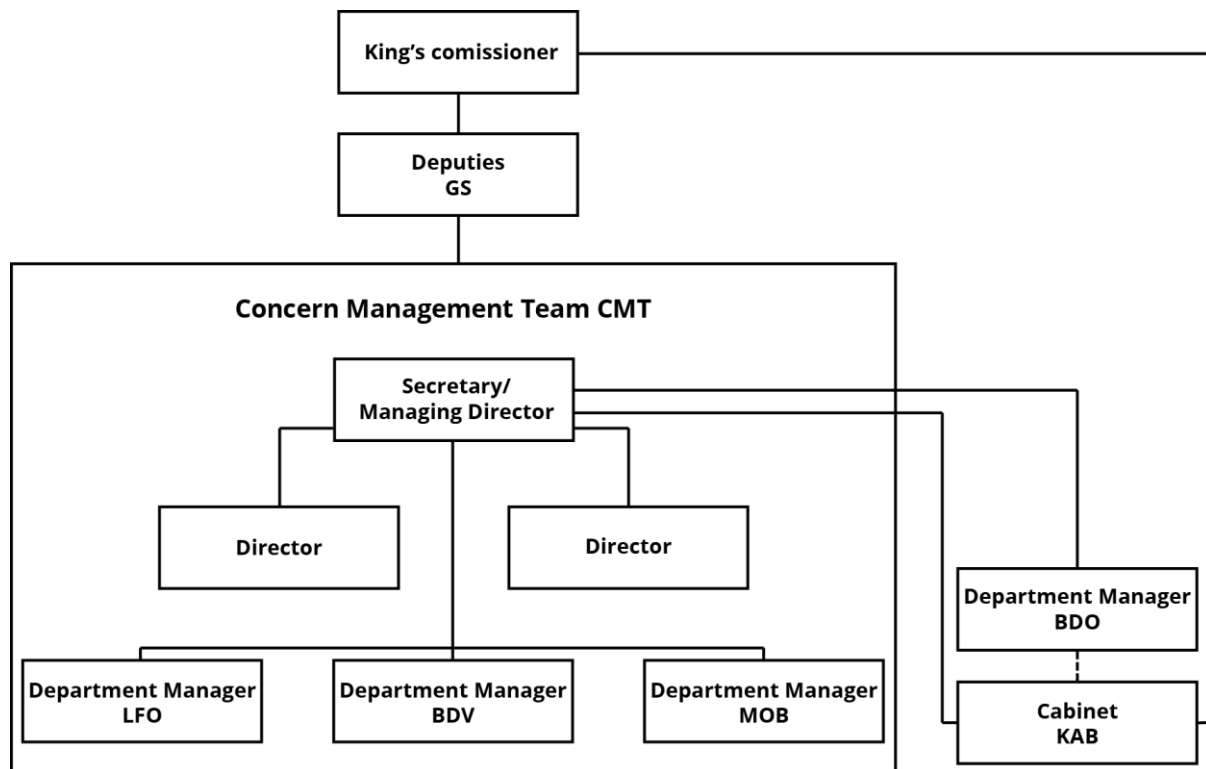 King’s comissioner
Deputies
GS
Concern Management Team CMT
Secretary/
Managing Director
Director
Director
Department Manager
BDO
Department Manager
LFO
Department Manager
BDV
Department Manager
MOB
Cabinet
KAB